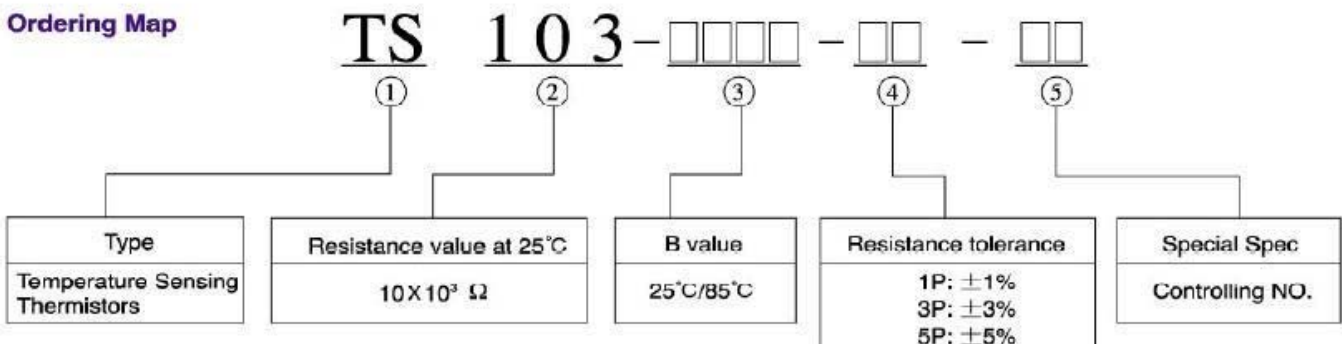 Ordering Map
TS 103-□□□□ - □□ - □□
① ② ③ ④ ⑤
Type
Temperature Sensing
Thermistors
Resistance value at 25°C
10X10³ Ω
B value
25°C/85°C
Resistance tolerance
1P: ±1%
3P: ±3%
5P: ±5%
Special Spec
Controlling NO.